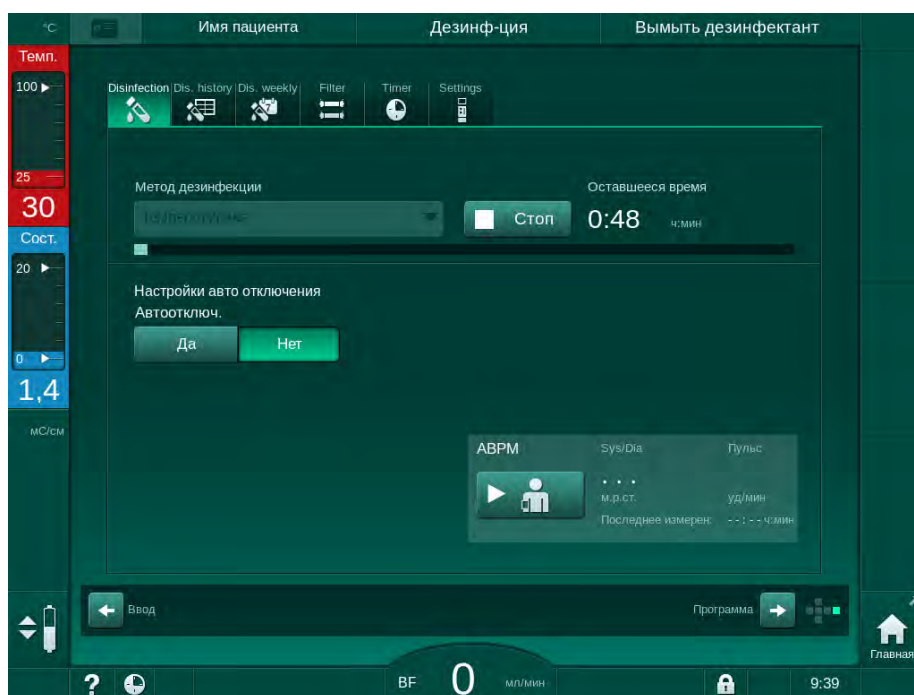 °C Имя пациента Дезинф-ция Вымыть дезинфектант
Темп.
100
25
30
Сост.
20
0
1,4
мС/см
Disinfection Dis. history Dis. weekly Filter Timer Settings
7
Метод дезинфекции
Стоп
Оставшееся время
0:48 ч:мин
Настройки авто отключения
Автоотключ.
Да Нет
ABPM Sys/Dia Пульс
. . .
м.р.ст. уд/мин
Последнее измерен: --:--ч:мин
Ввод Программа
Главная
? BF 0 мл/мин 9:39